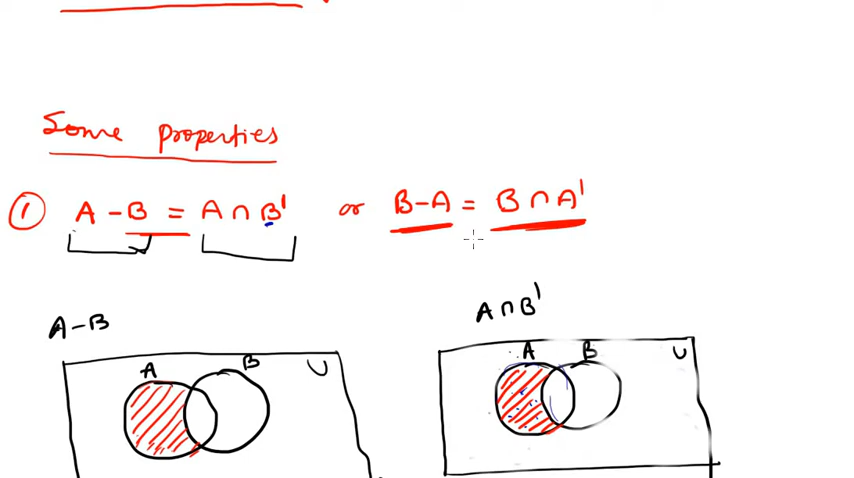 Some properties
① A - B = A ∩ B' or B - A = B ∩ A'
A - B
A ∩ B'
A B U
A B U